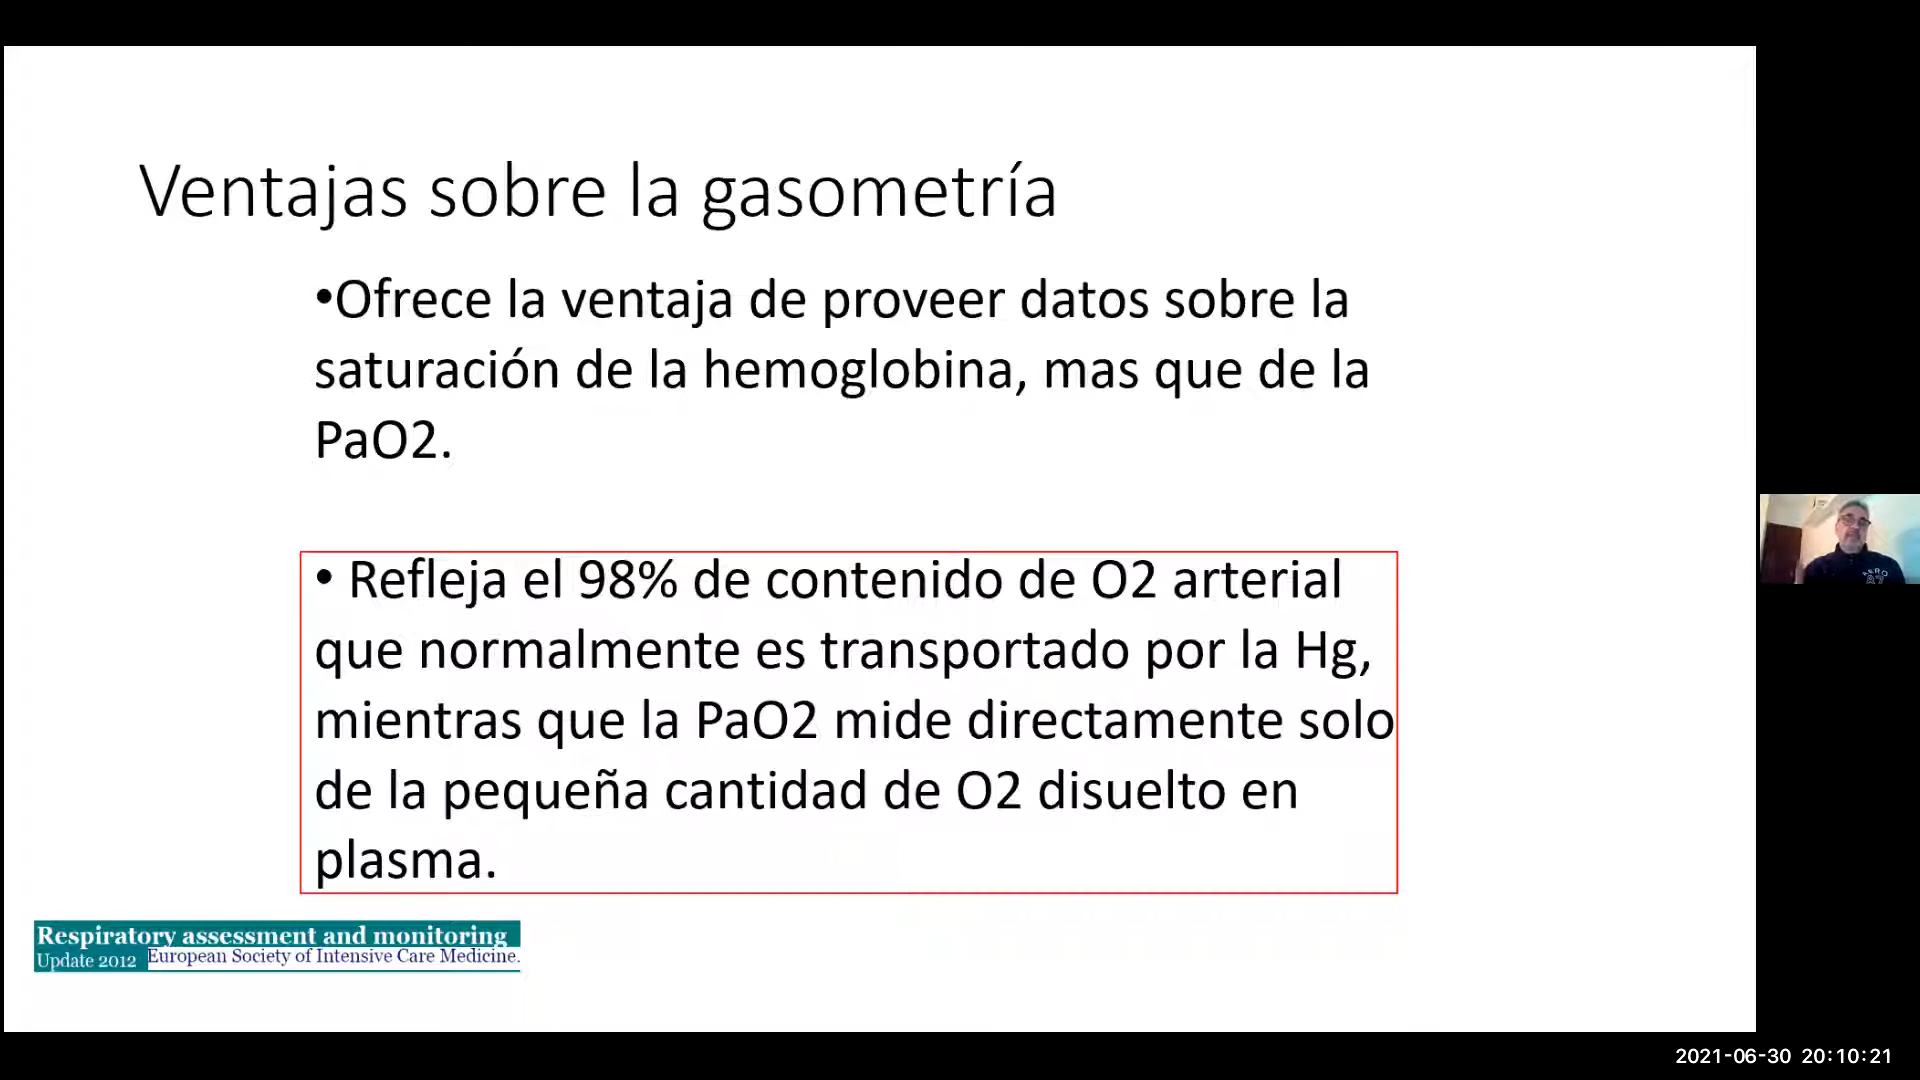 Ventajas sobre la gasometría
•Ofrece la ventaja de proveer datos sobre la
saturación de la hemoglobina, mas que de la
PaO2.
• Refleja el 98% de contenido de O2 arterial
que normalmente es transportado por la Hg,
mientras que la PaO2 mide directamente solo
de la pequeña cantidad de O2 disuelto en
plasma.
Respiratory assessment and monitoring
Update 2012 European Society of Intensive Care Medicine.
AERO
87
2021-06-30 20:10:21